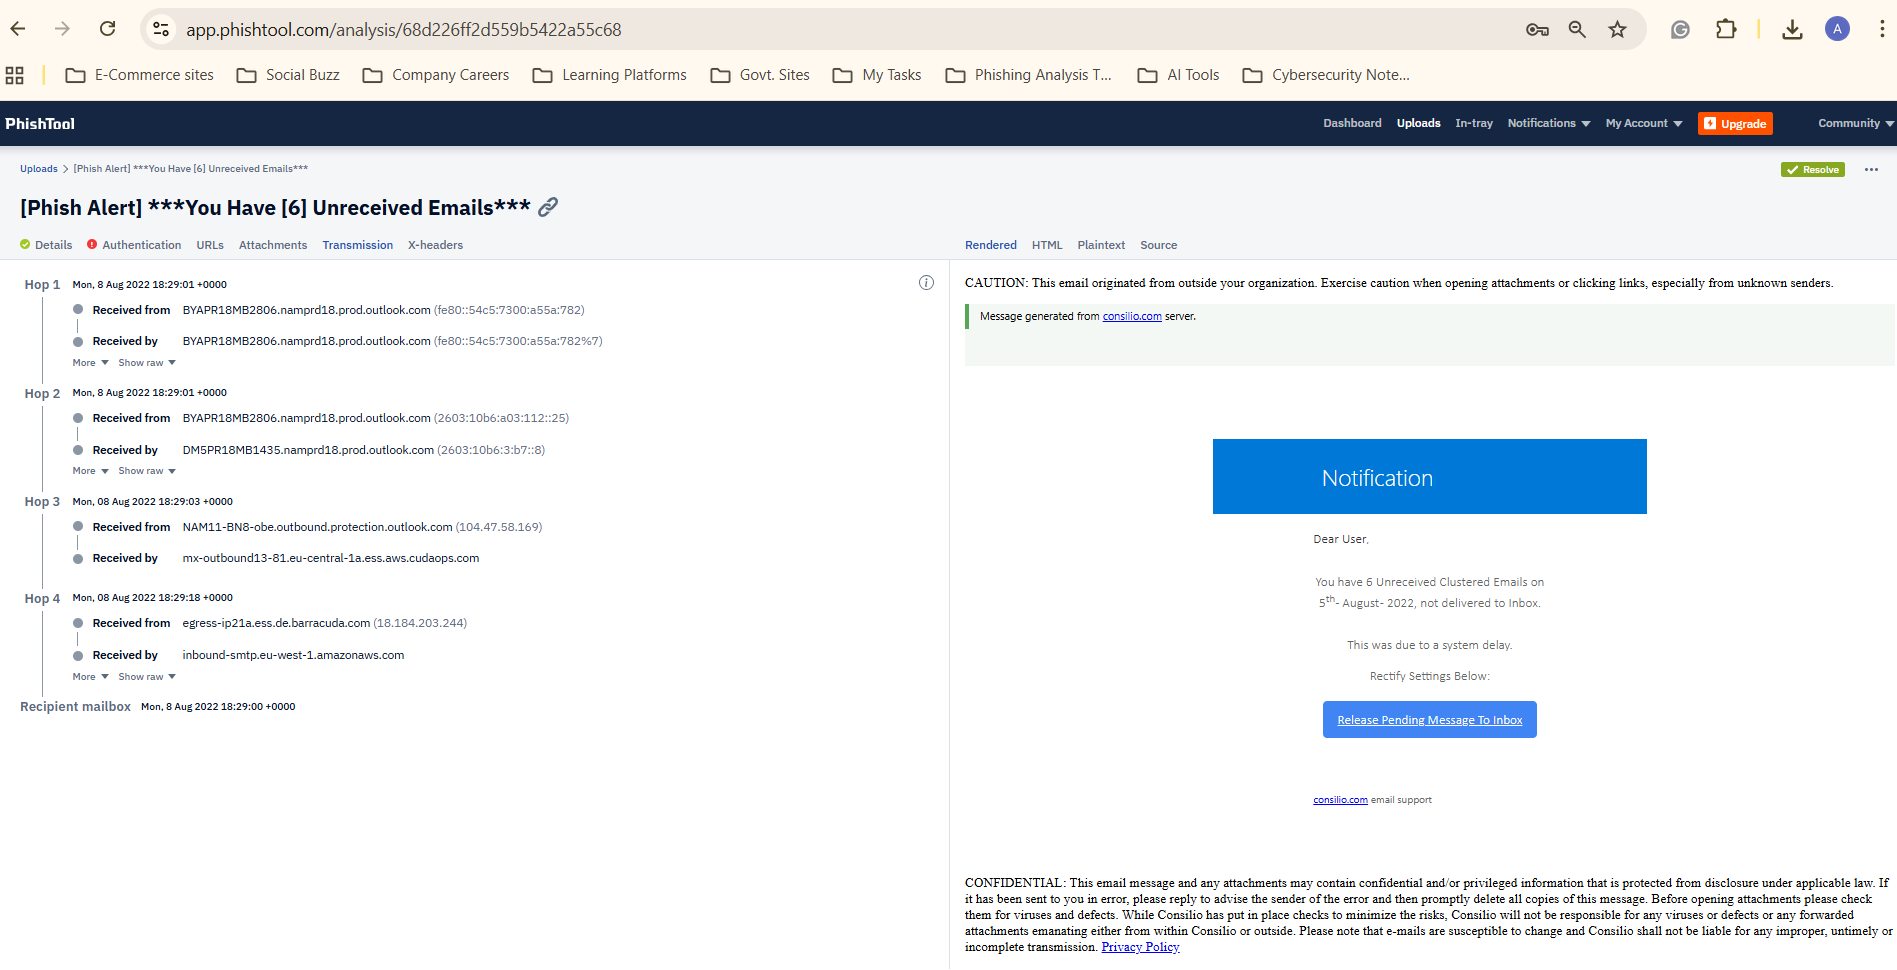 app.phishtool.com/analysis/68d226ff2d559b5422a55c68
A
E-Commerce sites Social Buzz Company Careers Learning Platforms Govt. Sites My Tasks Phishing Analysis T... AI Tools Cybersecurity Note...
PhishTool
Dashboard Uploads In-tray Notifications My Account Upgrade Community
Uploads > [Phish Alert] ***You Have [6] Unreceived Emails***
Resolve
[Phish Alert] ***You Have [6] Unreceived Emails***
Details Authentication URLs Attachments Transmission X-headers
Hop 1 Mon, 8 Aug 2022 18:29:01 +0000
Received from BYAPR18MB2806.namprd18.prod.outlook.com (fe80::54c5:7300:a55a:782)
Received by BYAPR18MB2806.namprd18.prod.outlook.com (fe80::54c5:7300:a55a:782%7)
More Show raw
Hop 2 Mon, 8 Aug 2022 18:29:01 +0000
Received from BYAPR18MB2806.namprd18.prod.outlook.com (2603:10b6:a03:112::25)
Received by DM5PR18MB1435.namprd18.prod.outlook.com (2603:10b6:3:b7::8)
More Show raw
Hop 3 Mon, 08 Aug 2022 18:29:03 +0000
Received from NAM11-BN8-obe.outbound.protection.outlook.com (104.47.58.169)
Received by mx-outbound13-81.eu-central-1a.ess.aws.cudaops.com
Hop 4 Mon, 08 Aug 2022 18:29:18 +0000
Received from egress-ip21a.ess.de.barracuda.com (18.184.203.244)
Received by inbound-smtp.eu-west-1.amazonaws.com
More Show raw
Recipient mailbox Mon, 8 Aug 2022 18:29:00 +0000
Rendered HTML Plaintext Source
CAUTION: This email originated from outside your organization. Exercise caution when opening attachments or clicking links, especially from unknown senders.
Message generated from consilio.com server.
Notification
Dear User,
You have 6 Unreceived Clustered Emails on
5th- August- 2022, not delivered to Inbox.
This was due to a system delay.
Rectify Settings Below:
Release Pending Message To Inbox
consilio.com email support
CONFIDENTIAL: This email message and any attachments may contain confidential and/or privileged information that is protected from disclosure under applicable law. If
it has been sent to you in error, please reply to advise the sender of the error and then promptly delete all copies of this message. Before opening attachments please check
them for viruses and defects. While Consilio has put in place checks to minimize the risks, Consilio will not be responsible for any viruses or defects or any forwarded
attachments emanating either from within Consilio or outside. Please note that e-mails are susceptible to change and Consilio shall not be liable for any improper, untimely or
incomplete transmission. Privacy Policy